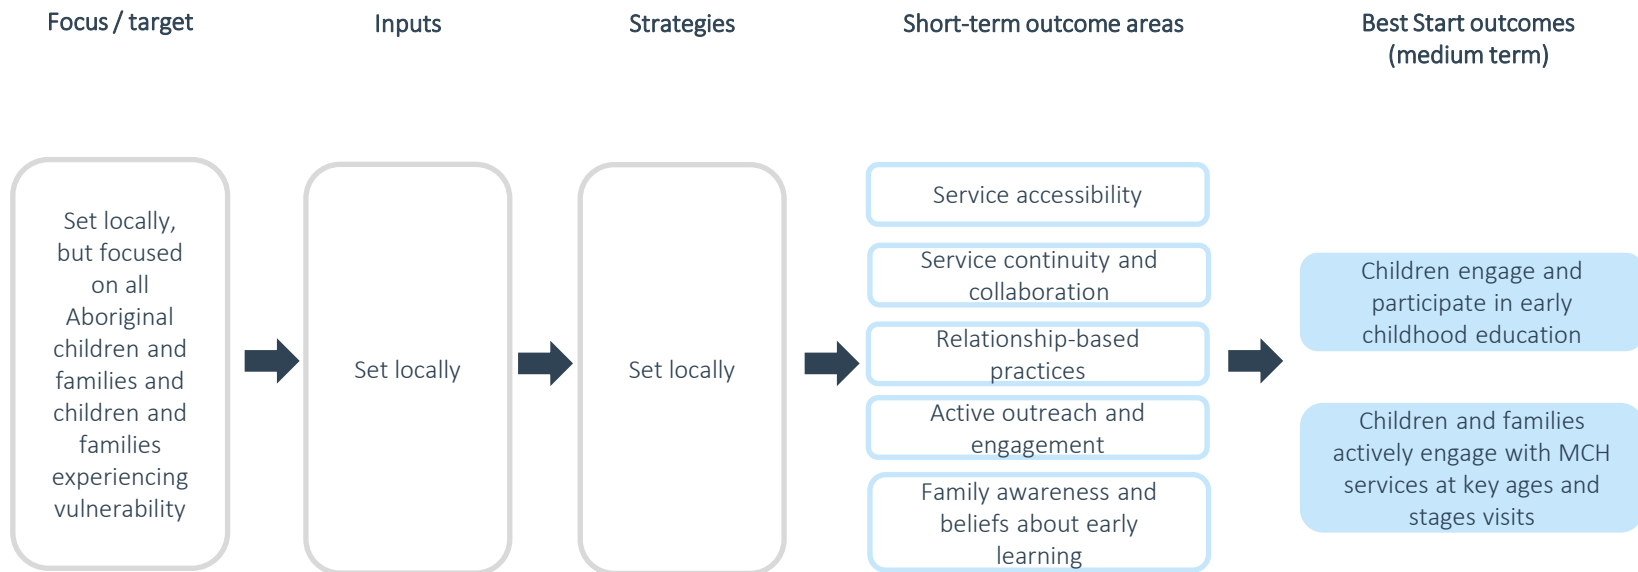 Focus / target
Inputs
Strategies
Short-term outcome areas
Best Start outcomes
(medium term)
Set locally,
but focused
on all
Aboriginal
children and
families and
children and
families
experiencing
vulnerability
Set locally
Set locally
Service accessibility
Service continuity and
collaboration
Relationship-based
practices
Active outreach and
engagement
Family awareness and
beliefs about early
learning
Children engage and
participate in early
childhood education
Children and families
actively engage with MCH
services at key ages and
stages visits